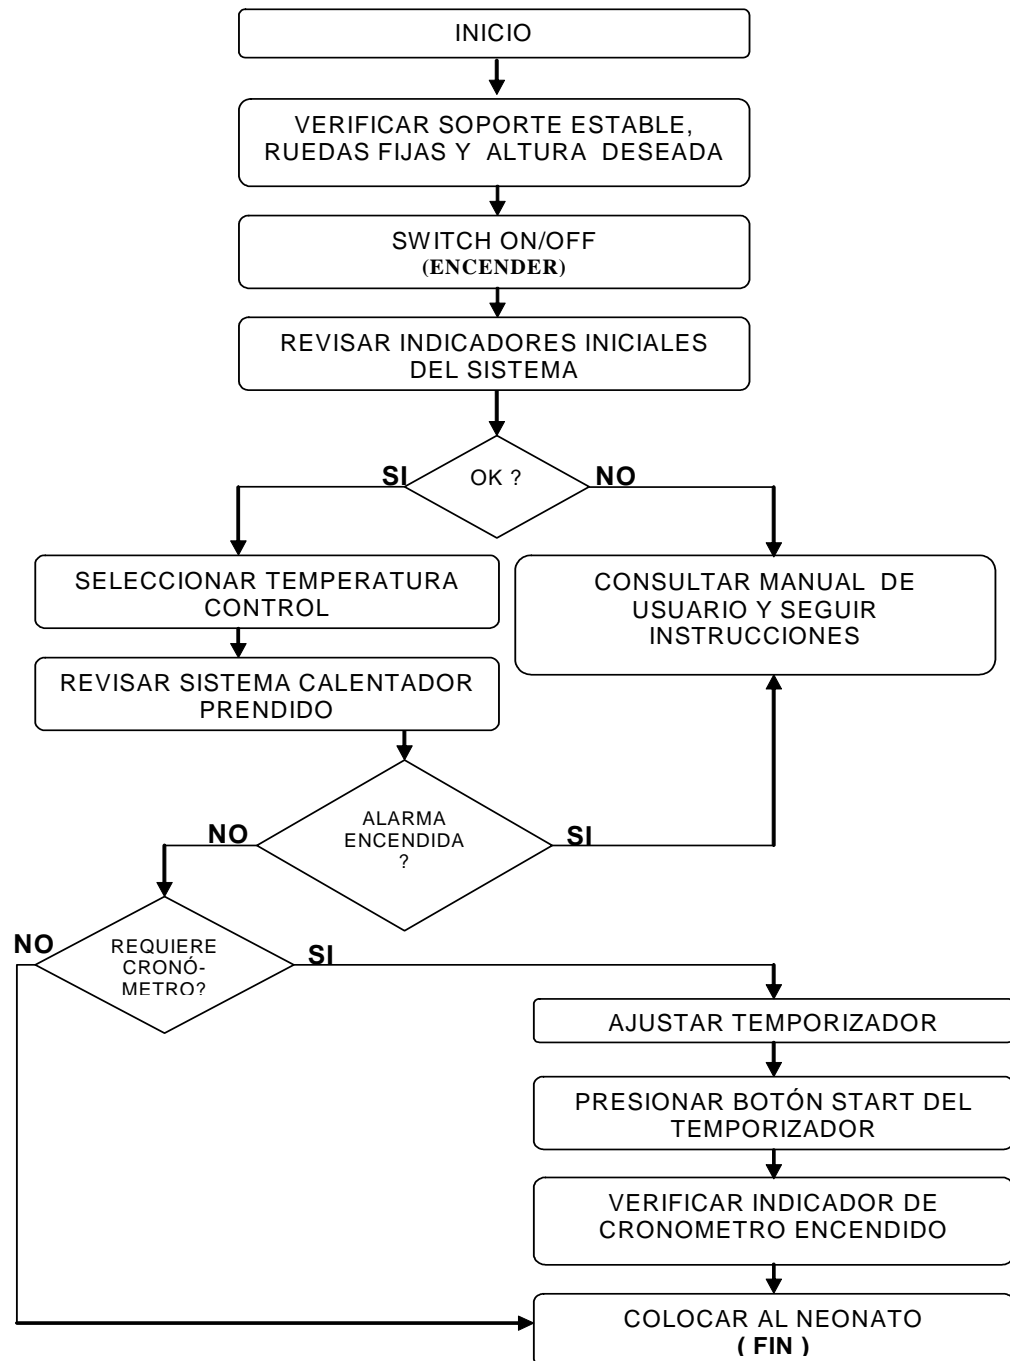 INICIO
VERIFICAR SOPORTE ESTABLE,
RUEDAS FIJAS Y ALTURA DESEADA
SWITCH ON/OFF
(ENCENDER)
REVISAR INDICADORES INICIALES
DEL SISTEMA
SI
OK ?
NO
SELECCIONAR TEMPERATURA
CONTROL
CONSULTAR MANUAL DE
USUARIO Y SEGUIR
INSTRUCCIONES
REVISAR SISTEMA CALENTADOR
PRENDIDO
NO
ALARMA
ENCENDIDA
?
SI
NO
REQUIERE
CRONÓ-
METRO?
SI
AJUSTAR TEMPORIZADOR
PRESIONAR BOTÓN START DEL
TEMPORIZADOR
VERIFICAR INDICADOR DE
CRONOMETRO ENCENDIDO
COLOCAR AL NEONATO
( FIN )